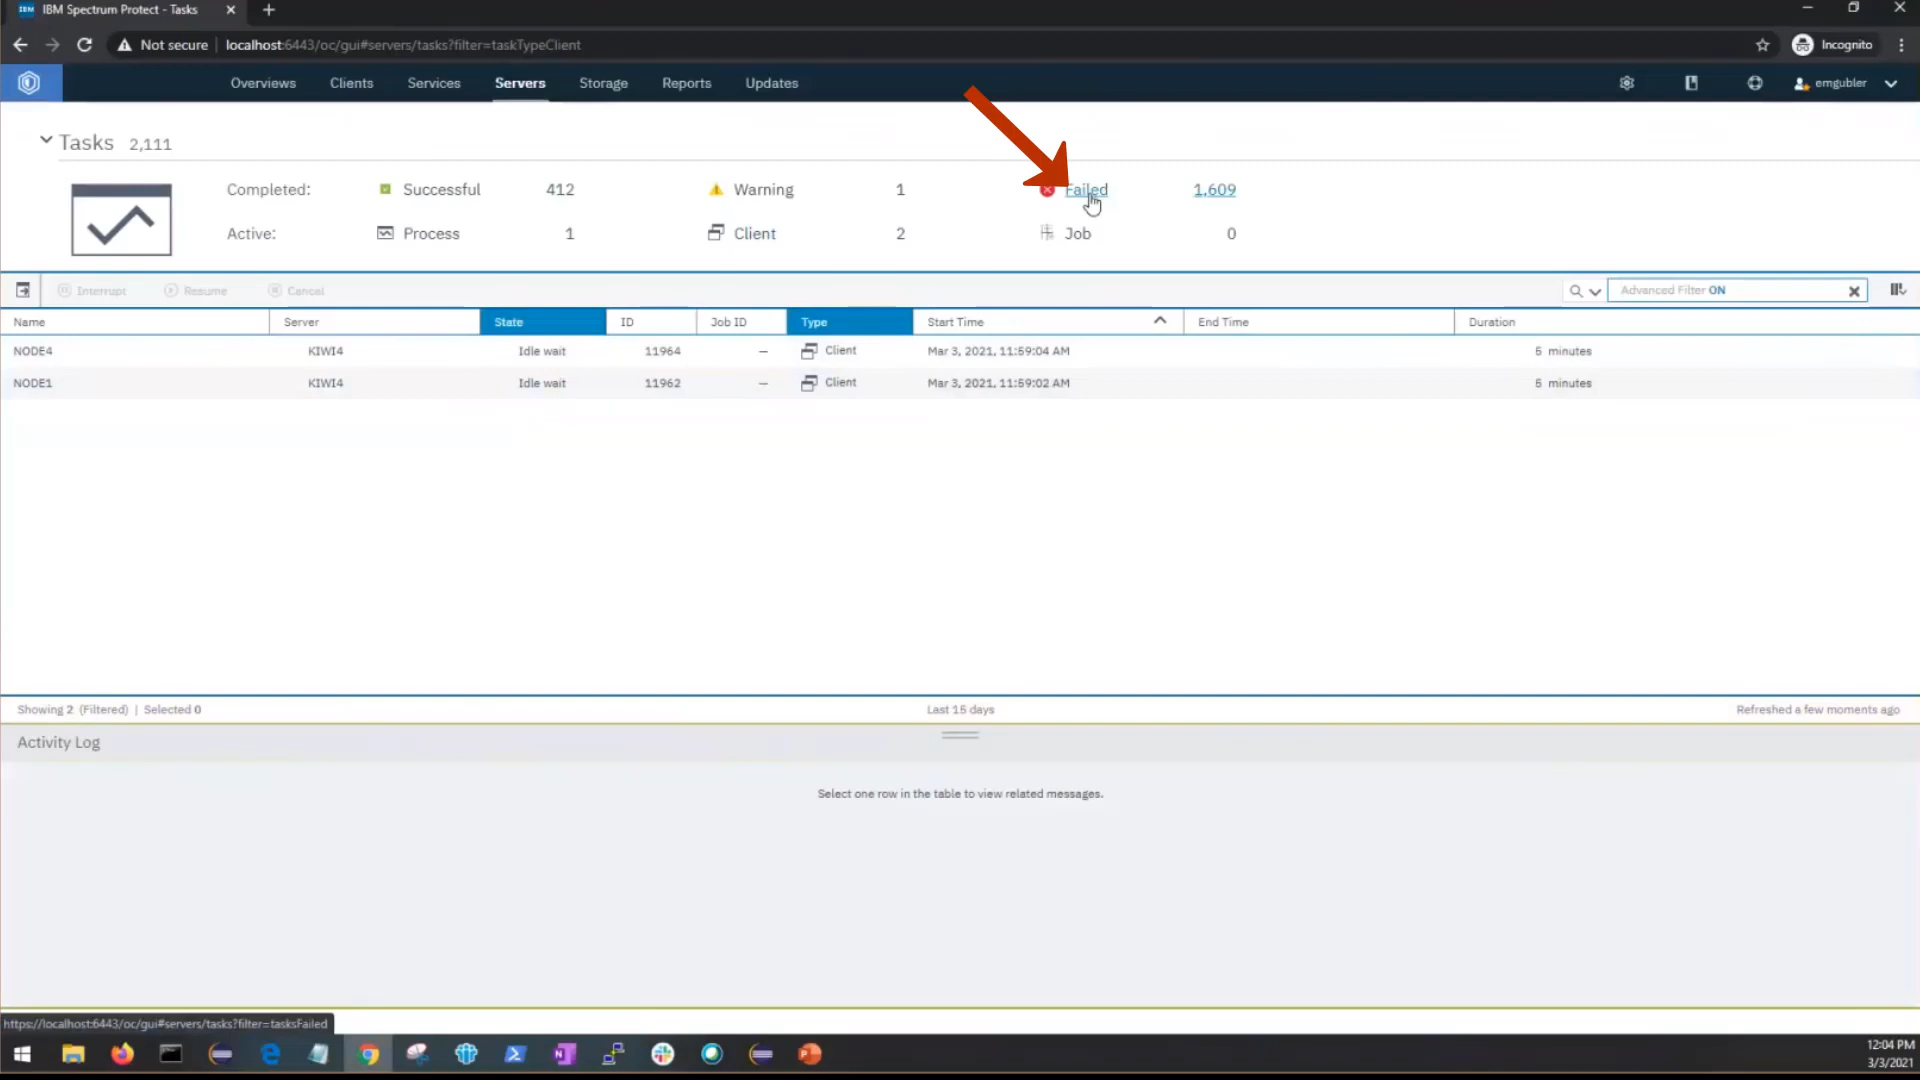 IBM IBM Spectrum Protect - Tasks
Not secure localhost:6443/oc/gui#servers/tasks?filter=taskTypeClient Incognito
Overviews Clients Services Servers Storage Reports Updates emgubler
Tasks 2,111
Completed: Successful 412 Warning 1 Failed 1,609
Active: Process 1 Client 2 Job 0
Interrupt Resume Cancel Advanced Filter ON
Name Server State ID Job ID Type Start Time End Time Duration
NODE4 KIWI4 Idle wait 11964 — Client Mar 3, 2021, 11:59:04 AM 5 minutes
NODE1 KIWI4 Idle wait 11962 — Client Mar 3, 2021, 11:59:02 AM 5 minutes
Showing 2 (Filtered) | Selected 0 Last 15 days Refreshed a few moments ago
Activity Log
Select one row in the table to view related messages.
https://localhost:6443/oc/gui#servers/tasks?filter=tasksFailed
12:04 PM
3/3/2021